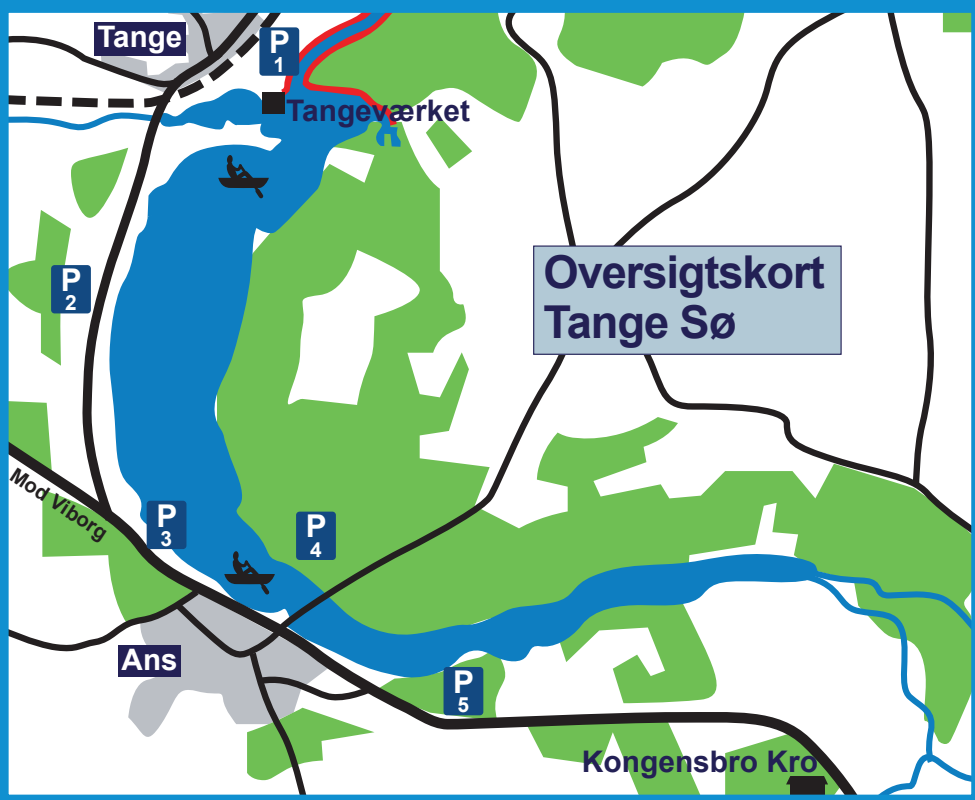 Tange
P
1
Tangeværket
Oversigtskort
Tange Sø
P
2
Mod Viborg
P
3
P
4
Ans
P
5
Kongensbro Kro